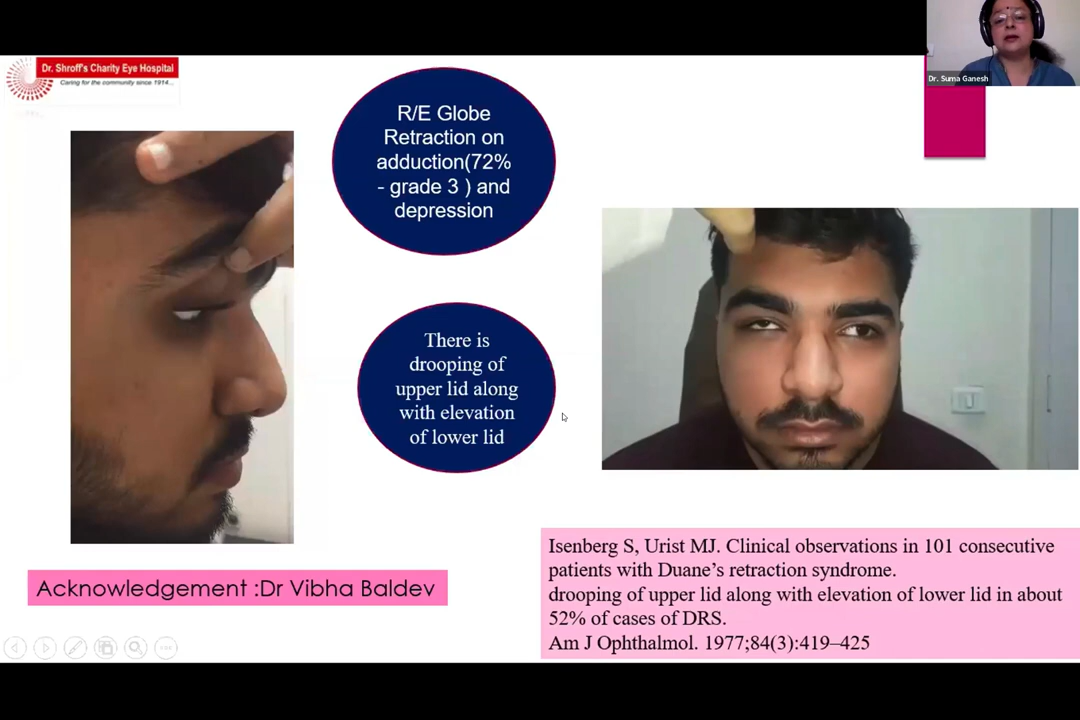 Dr. Shroff's Charity Eye Hospital
Caring for the community since 1914...
R/E Globe
Retraction on
adduction(72%
- grade 3 ) and
depression
Dr. Suma Ganesh
There is
drooping of
upper lid along
with elevation
of lower lid
Acknowledgement :Dr Vibha Baldev
Isenberg S, Urist MJ. Clinical observations in 101 consecutive
patients with Duane’s retraction syndrome.
drooping of upper lid along with elevation of lower lid in about
52% of cases of DRS.
Am J Ophthalmol. 1977;84(3):419–425